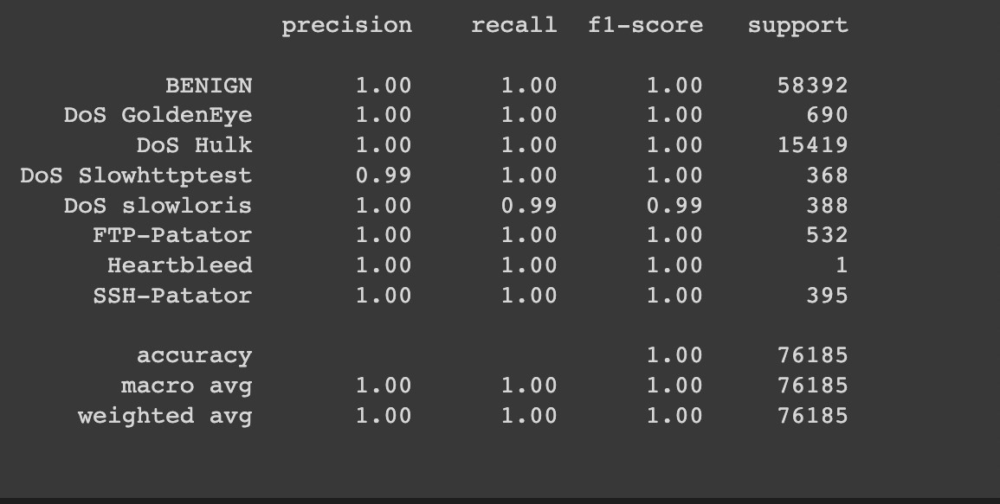 precision recall f1-score support
BENIGN 1.00 1.00 1.00 58392
DoS GoldenEye 1.00 1.00 1.00 690
DoS Hulk 1.00 1.00 1.00 15419
DoS Slowhttptest 0.99 1.00 1.00 368
DoS slowloris 1.00 0.99 0.99 388
FTP-Patator 1.00 1.00 1.00 532
Heartbleed 1.00 1.00 1.00 1
SSH-Patator 1.00 1.00 1.00 395
accuracy 1.00 76185
macro avg 1.00 1.00 1.00 76185
weighted avg 1.00 1.00 1.00 76185